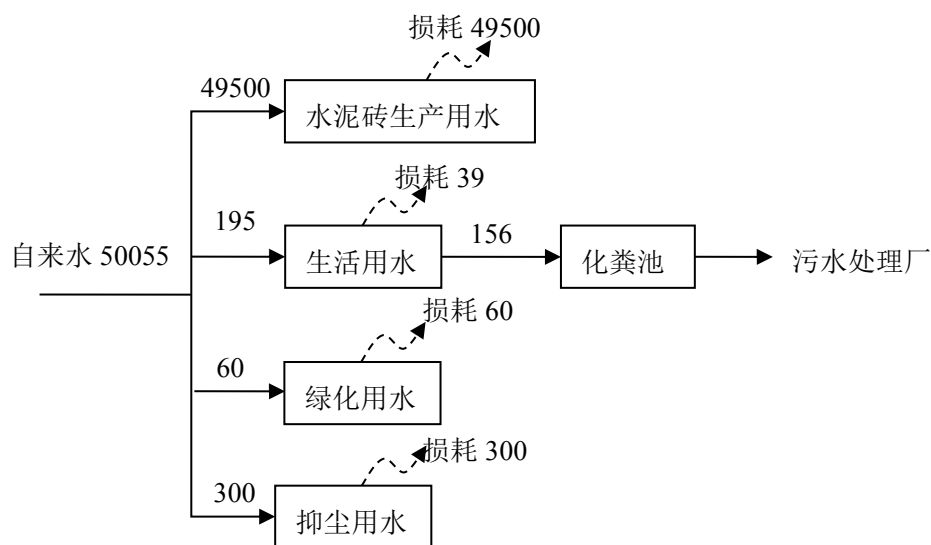 损耗 49500
49500
水泥砖生产用水
损耗 39
195
生活用水
156
化粪池
污水处理厂
自来水 50055
损耗 60
60
绿化用水
损耗 300
300
抑尘用水